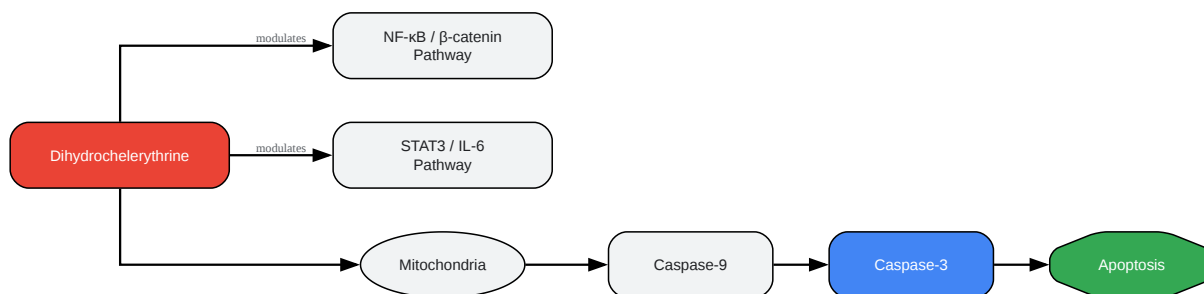 modulates
NF-κB / β-catenin
Pathway
Dihydrochelerythrine
modulates
STAT3 / IL-6
Pathway
Mitochondria
Caspase-9
Caspase-3
Apoptosis